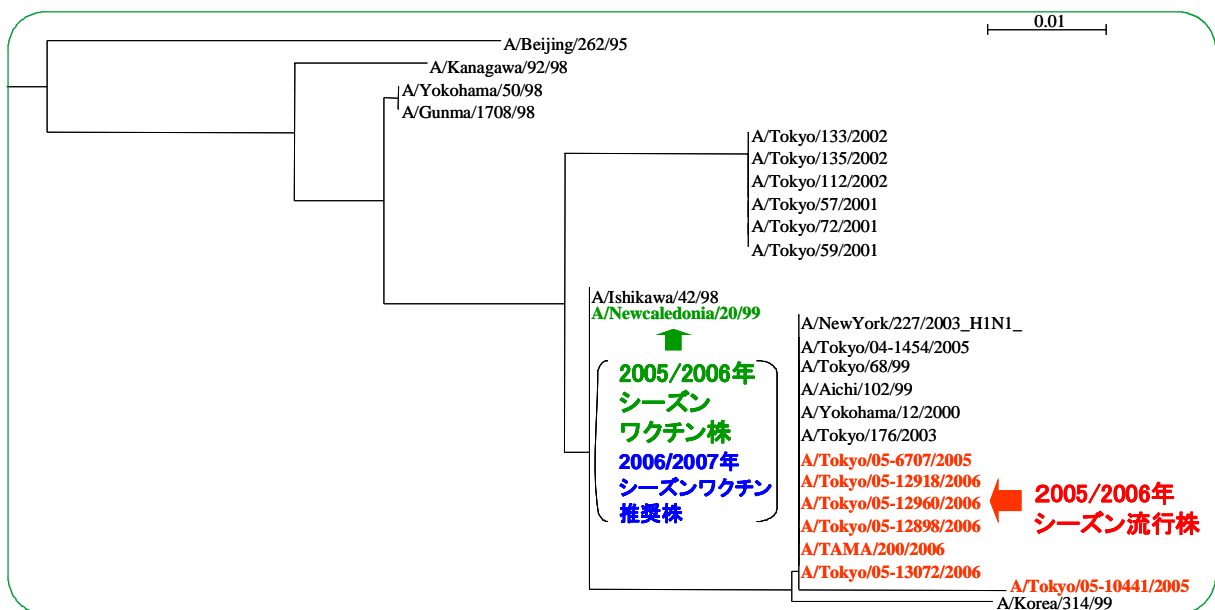 0.01
A/Beijing/262/95
A/Kanagawa/92/98
A/Yokohama/50/98
A/Gunma/1708/98
A/Tokyo/133/2002
A/Tokyo/135/2002
A/Tokyo/112/2002
A/Tokyo/57/2001
A/Tokyo/72/2001
A/Tokyo/59/2001
A/Ishikawa/42/98
A/Newcaledonia/20/99
2005/2006年
シーズン
ワクチン株
2006/2007年
シーズンワクチン
推奨株
A/NewYork/227/2003_H1N1_
A/Tokyo/04-1454/2005
A/Tokyo/68/99
A/Aichi/102/99
A/Yokohama/12/2000
A/Tokyo/176/2003
A/Tokyo/05-6707/2005
A/Tokyo/05-12918/2006
A/Tokyo/05-12960/2006
A/Tokyo/05-12898/2006
A/TAMA/200/2006
A/Tokyo/05-13072/2006
2005/2006年
シーズン流行株
A/Tokyo/05-10441/2005
A/Korea/314/99